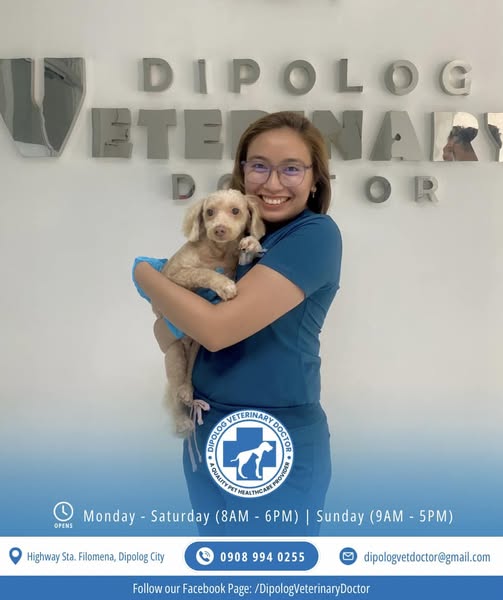 DIPOLOG
VETERINARY
DOCTOR
DIPOLOG VETERINARY DOCTOR
A QUALITY PET HEALTHCARE PROVIDER
OPENS
Monday - Saturday (8AM - 6PM) | Sunday (9AM - 5PM)
Highway Sta. Filomena, Dipolog City
0908 994 0255
dipologvetdoctor@gmail.com
Follow our Facebook Page: /DipologVeterinaryDoctor